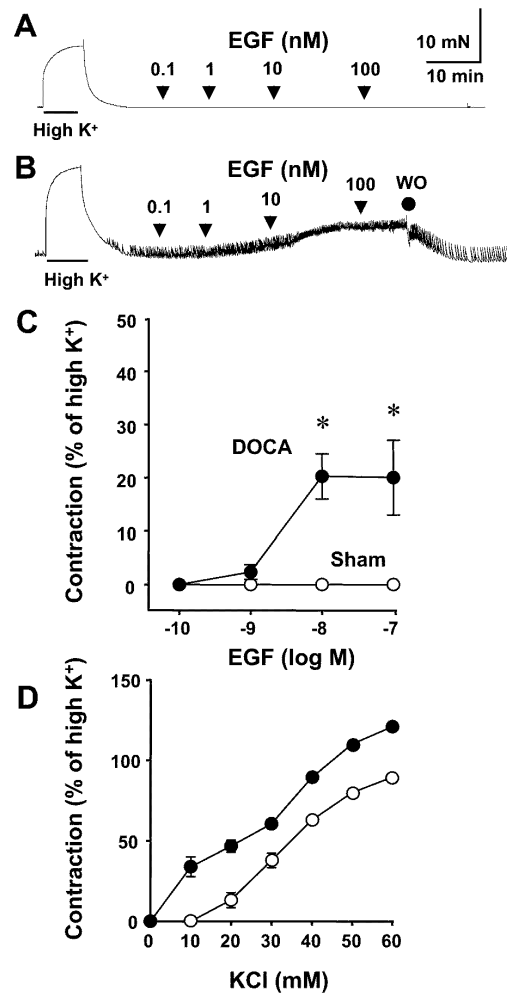 A
EGF (nM)
0.1 1 10 100
10 mN
10 min
High K⁺
B
EGF (nM)
0.1 1 10 100 WO
High K⁺
C
Contraction (% of high K⁺)
50
40
30
20
10
0
DOCA
*
*
Sham
-10 -9 -8 -7
EGF (log M)
D
Contraction (% of high K⁺)
150
100
50
0
0 10 20 30 40 50 60
KCl (mM)